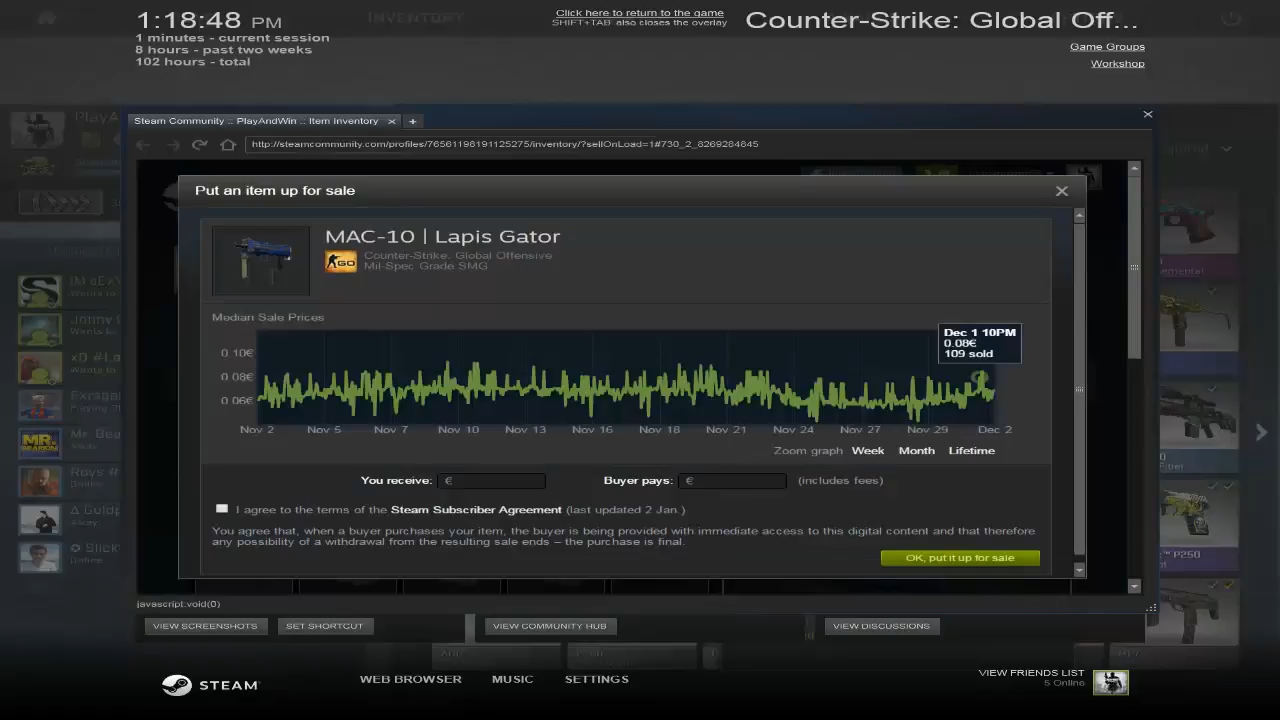 1:18:48 PM
1 minutes - current session
8 hours - past two weeks
102 hours - total
INVENTORY
Click here to return to the game
SHIFT+TAB also closes the overlay
Counter-Strike: Global Off...
Game Groups
Workshop
PlayA
Steam Community :: PlayAndWin :: Item Inventory
http://steamcommunity.com/profiles/76561198191125275/inventory/?sellOnLoad=1#730_2_8269284845
Put an item up for sale
MAC-10 | Lapis Gator
Counter-Strike: Global Offensive
Mil-Spec Grade SMG
Median Sale Prices
Dec 1 10PM
0.08€
109 sold
0.10€
0.08€
0.06€
Nov 2 Nov 5 Nov 7 Nov 10 Nov 13 Nov 16 Nov 18 Nov 21 Nov 24 Nov 27 Nov 29 Dec 2
Zoom graph Week Month Lifetime
You receive: € Buyer pays: € (includes fees)
I agree to the terms of the Steam Subscriber Agreement (last updated 2 Jan.)
You agree that, when a buyer purchases your item, the buyer is being provided with immediate access to this digital content and that therefore
any possibility of a withdrawal from the resulting sale ends – the purchase is final.
OK, put it up for sale
Mr. Bea
MR.
P250
javascript:void(0)
VIEW SCREENSHOTS SET SHORTCUT VIEW COMMUNITY HUB VIEW DISCUSSIONS
STEAM
WEB BROWSER MUSIC SETTINGS
VIEW FRIENDS LIST
5 Online